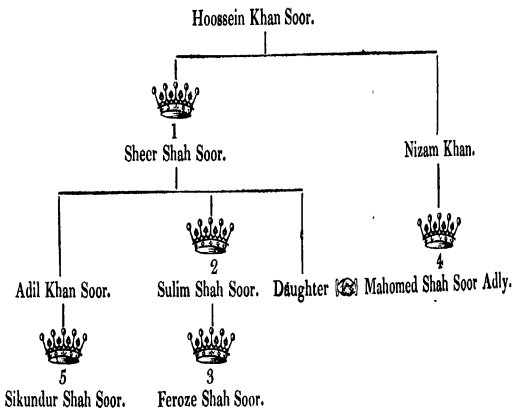 Hoossein Khan Soor.
1
Sheer Shah Soor.
Nizam Khan.
2
4
Adil Khan Soor.
Sulim Shah Soor.
Daughter
Mahomed Shah Soor Adly.
5
3
Sikundur Shah Soor.
Feroze Shah Soor.